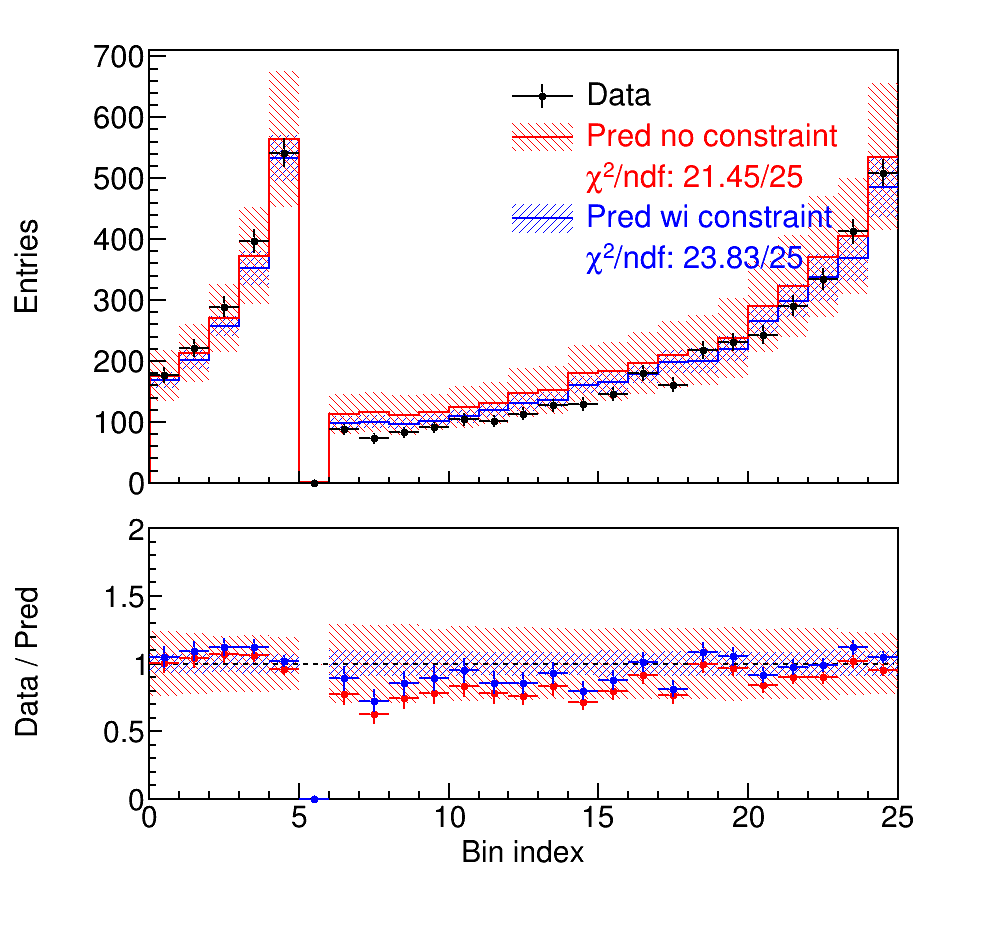 700
600
500
400
300
200
100
0
Entries
Data
Pred no constraint
χ²/ndf: 21.45/25
Pred wi constraint
χ²/ndf: 23.83/25
2
1.5
1
0.5
0
Data / Pred
0 5 10 15 20 25
Bin index